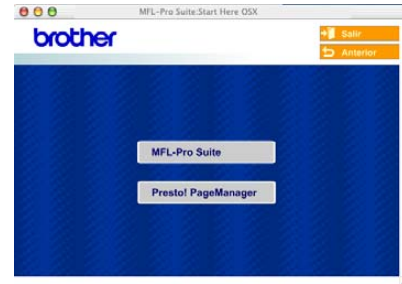 MFL-Pro Suite:Start Here OSX
brother
Salir
Anterior
MFL-Pro Suite
Presto! PageManager